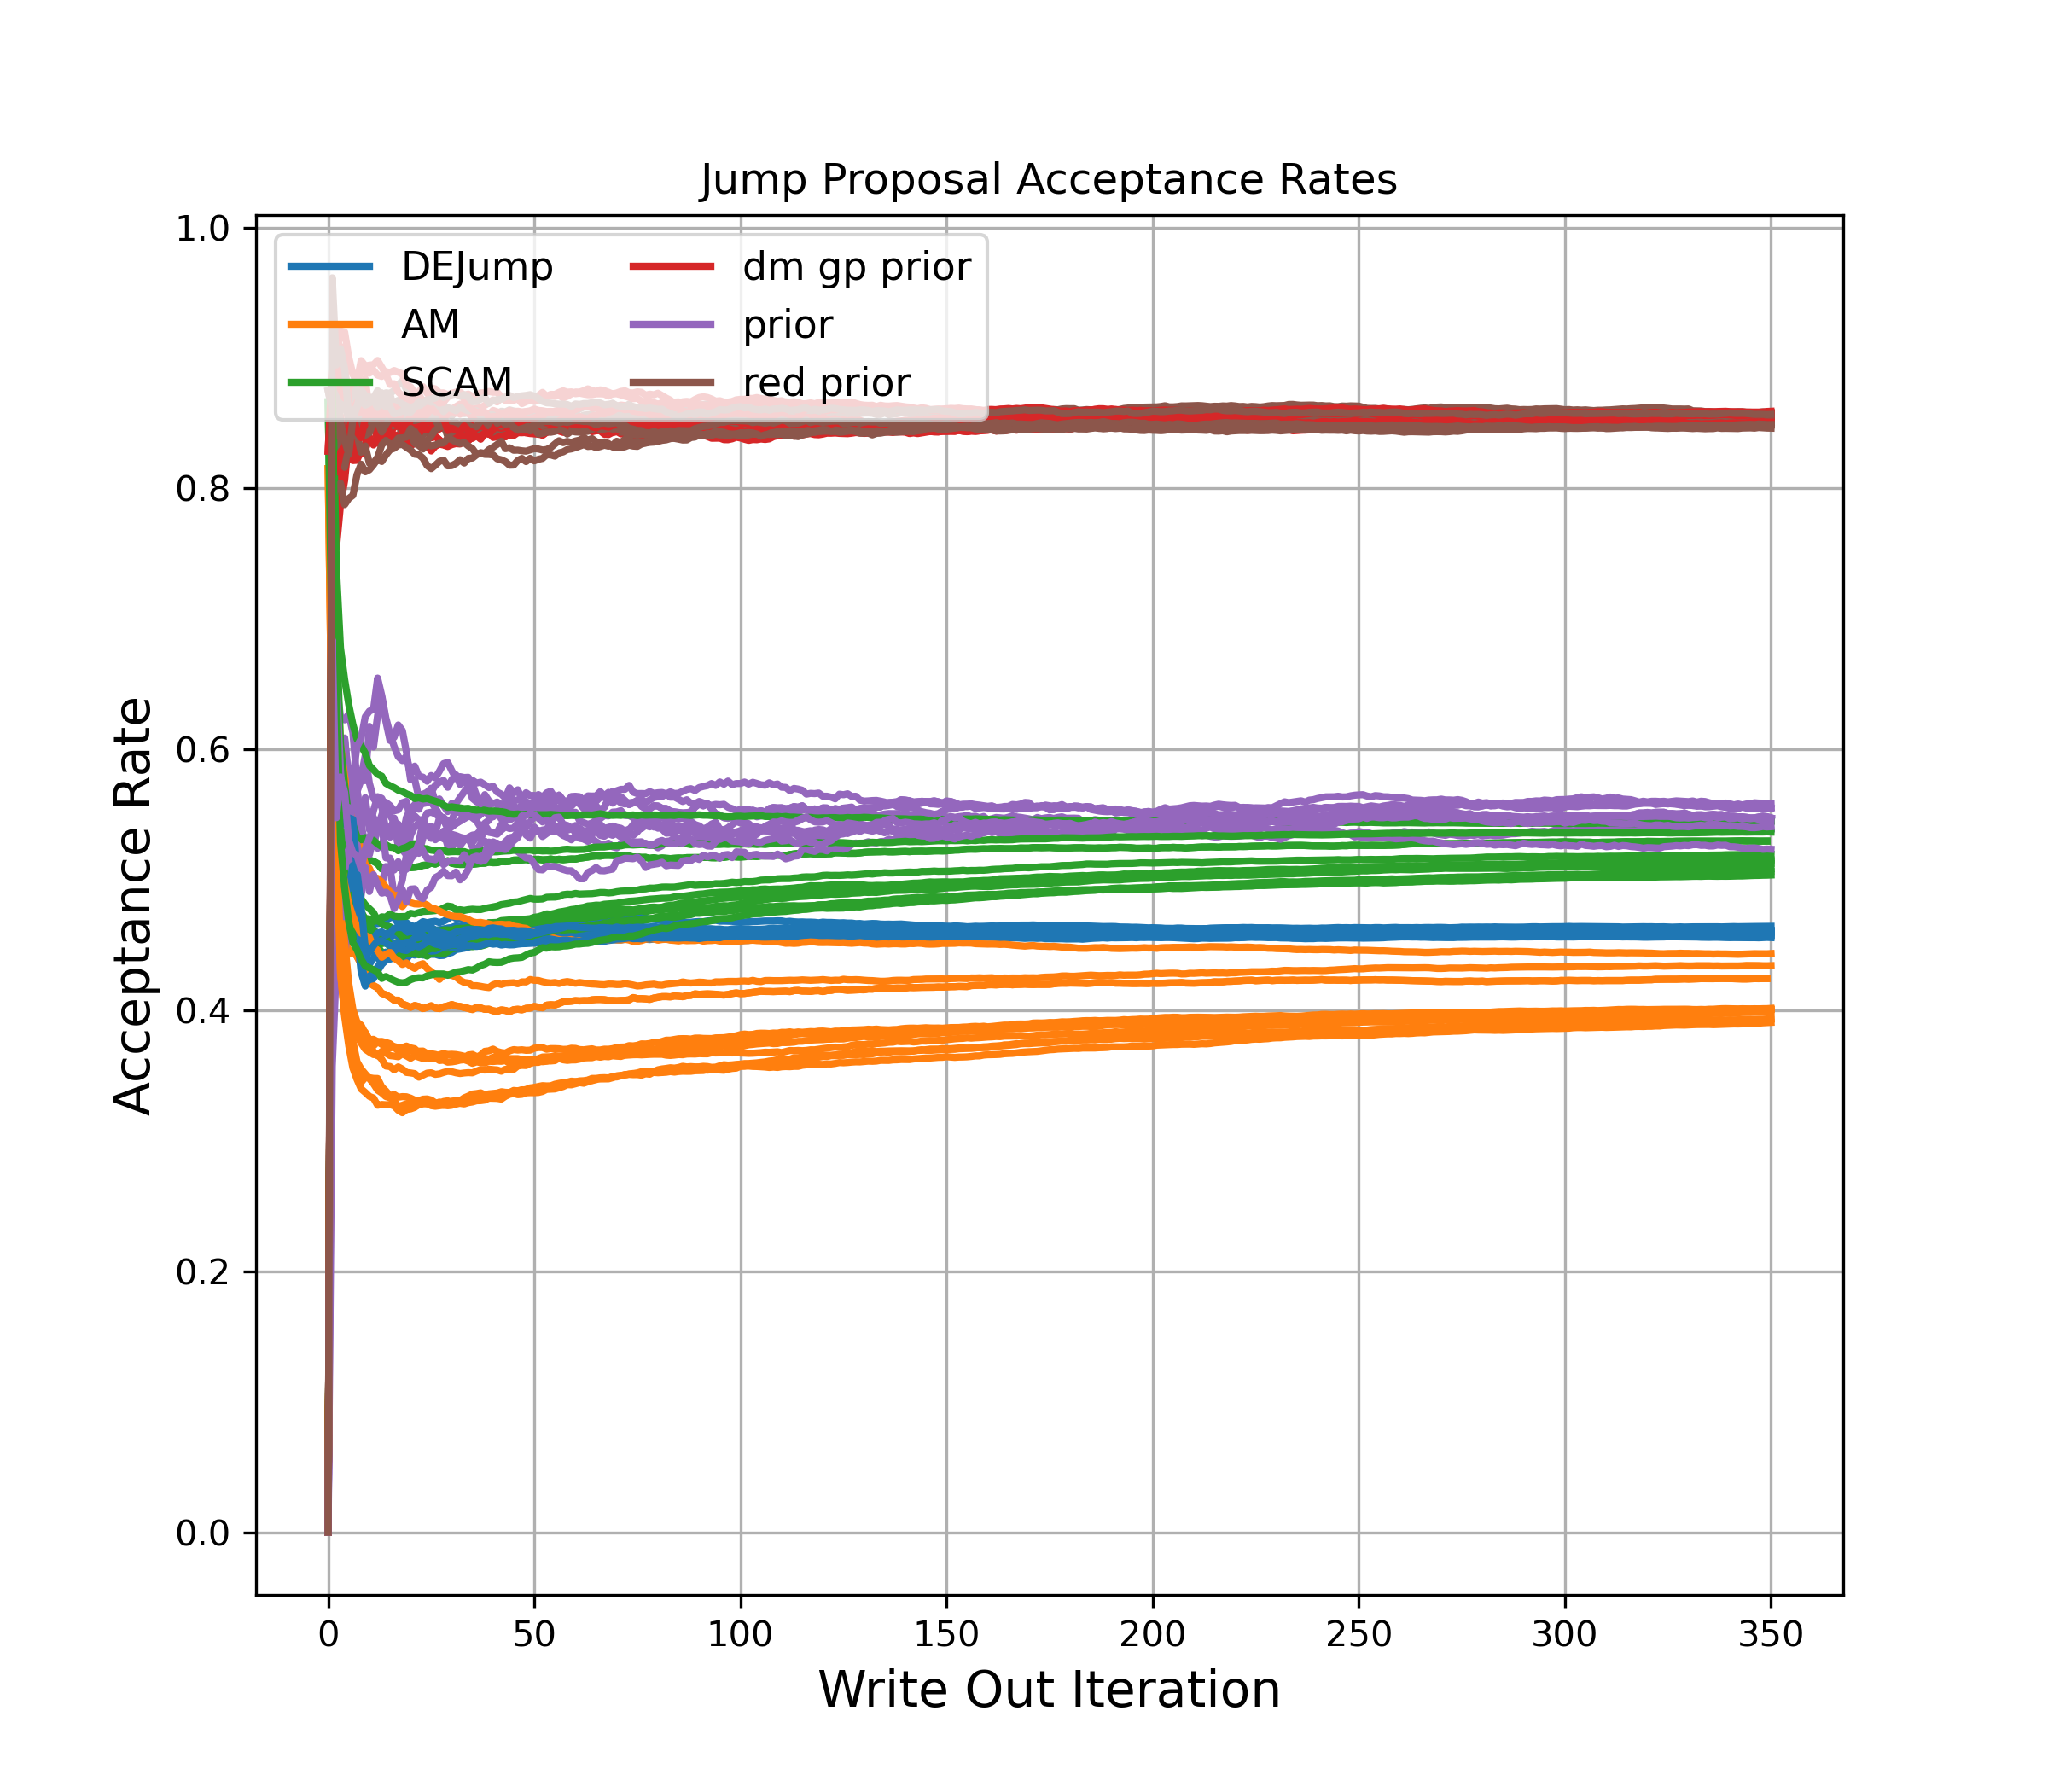 Jump Proposal Acceptance Rates
1.0
0.8
0.6
0.4
0.2
0.0
Acceptance Rate
DEJump
AM
SCAM
dm gp prior
prior
red prior
0 50 100 150 200 250 300 350
Write Out Iteration